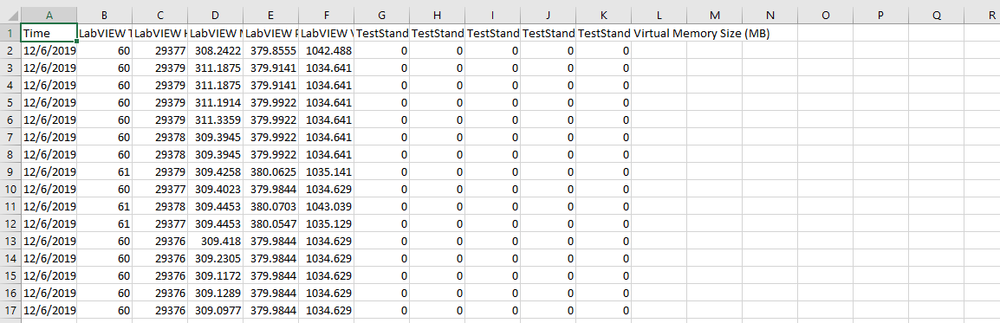 A B C D E F G H I J K L M N O P Q R
1 Time LabVIEW T LabVIEW H LabVIEW M LabVIEW P LabVIEW V TestStand TestStand TestStand TestStand TestStand Virtual Memory Size (MB)
2 12/6/2019 60 29377 308.2422 379.8555 1042.488 0 0 0 0 0
3 12/6/2019 60 29379 311.1875 379.9141 1034.641 0 0 0 0 0
4 12/6/2019 60 29379 311.1875 379.9141 1034.641 0 0 0 0 0
5 12/6/2019 60 29379 311.1914 379.9922 1034.641 0 0 0 0 0
6 12/6/2019 60 29379 311.3359 379.9922 1034.641 0 0 0 0 0
7 12/6/2019 60 29378 309.3945 379.9922 1034.641 0 0 0 0 0
8 12/6/2019 60 29378 309.3945 379.9922 1034.641 0 0 0 0 0
9 12/6/2019 61 29379 309.4258 380.0625 1035.141 0 0 0 0 0
10 12/6/2019 60 29377 309.4023 379.9844 1034.629 0 0 0 0 0
11 12/6/2019 61 29378 309.4453 380.0703 1043.039 0 0 0 0 0
12 12/6/2019 61 29377 309.4453 380.0547 1035.129 0 0 0 0 0
13 12/6/2019 60 29376 309.418 379.9844 1034.629 0 0 0 0 0
14 12/6/2019 60 29376 309.2305 379.9844 1034.629 0 0 0 0 0
15 12/6/2019 60 29376 309.1172 379.9844 1034.629 0 0 0 0 0
16 12/6/2019 60 29376 309.1289 379.9844 1034.629 0 0 0 0 0
17 12/6/2019 60 29376 309.0977 379.9844 1034.629 0 0 0 0 0